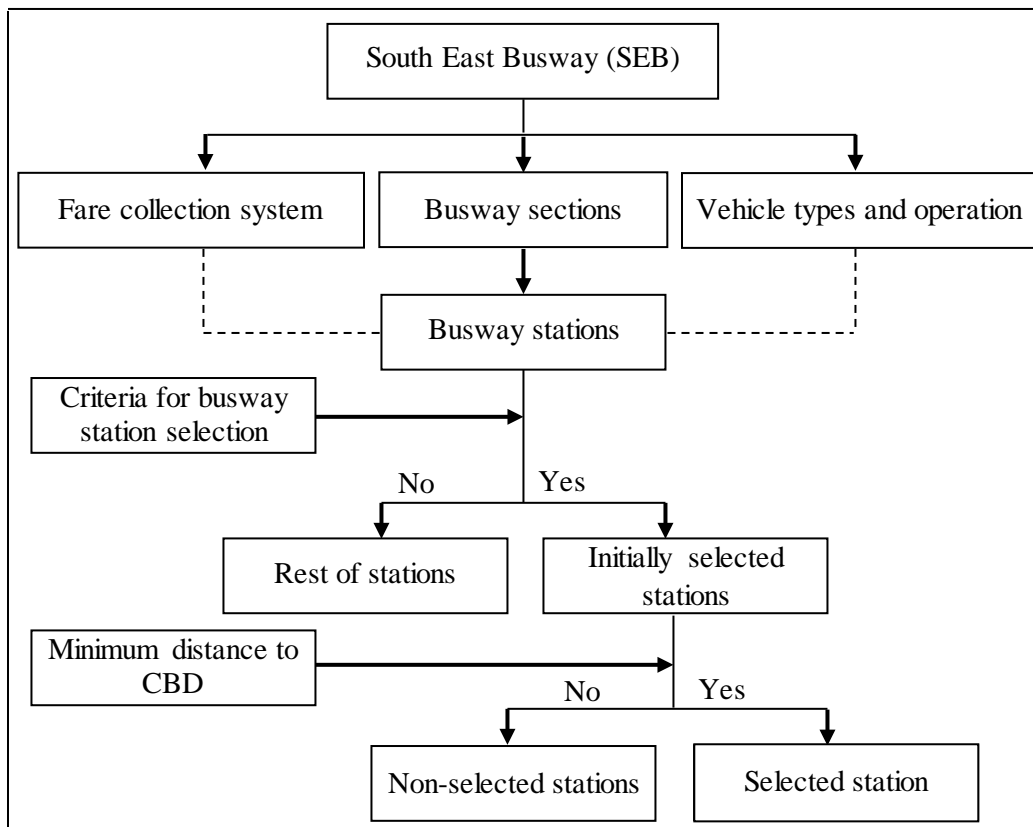 South East Busway (SEB)
Fare collection system
Busway sections
Vehicle types and operation
Busway stations
Criteria for busway
station selection
No
Yes
Rest of stations
Initially selected
stations
Minimum distance to
CBD
No
Yes
Non-selected stations
Selected station